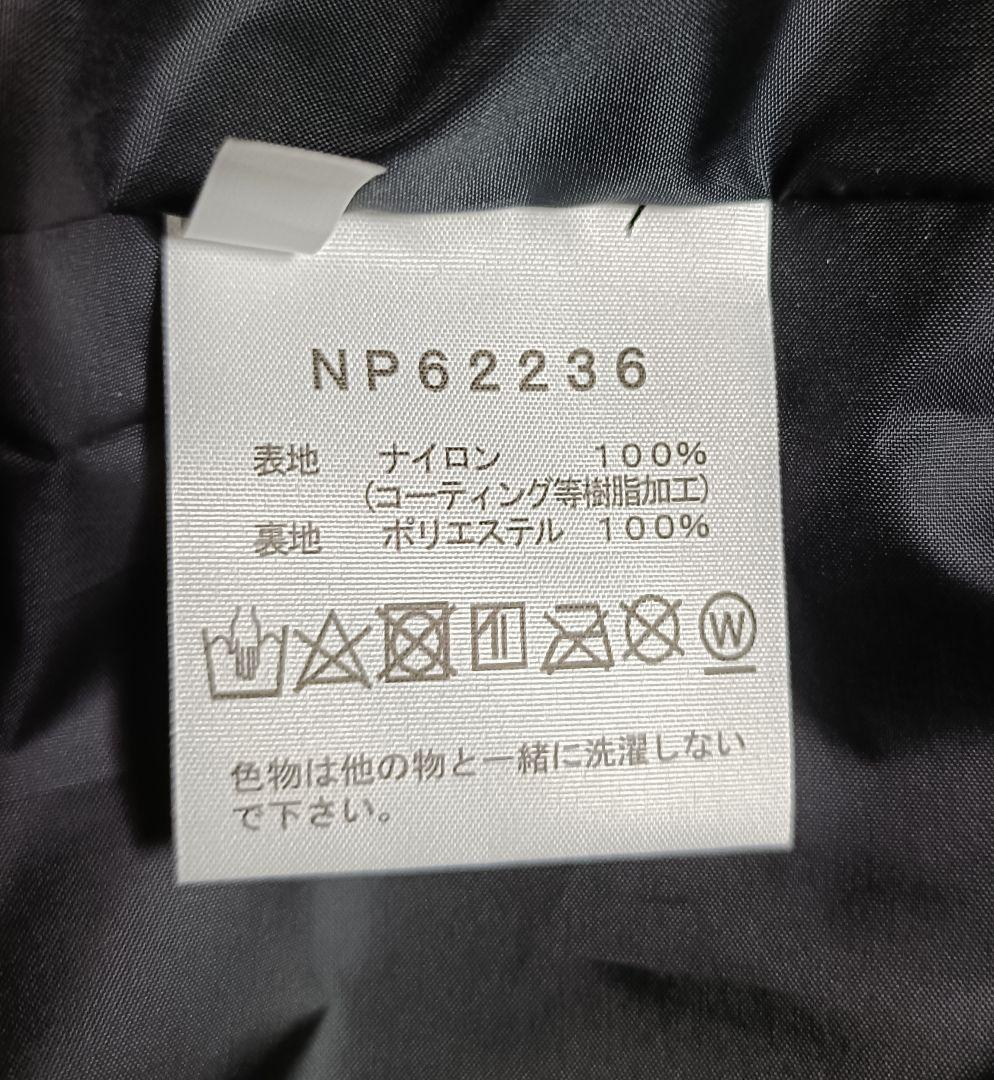 NP62236
表地 ナイロン 100%
(コーティング等樹脂加工)
裏地 ポリエステル 100%
W
色物は他の物と一緒に洗濯しない
で下さい。